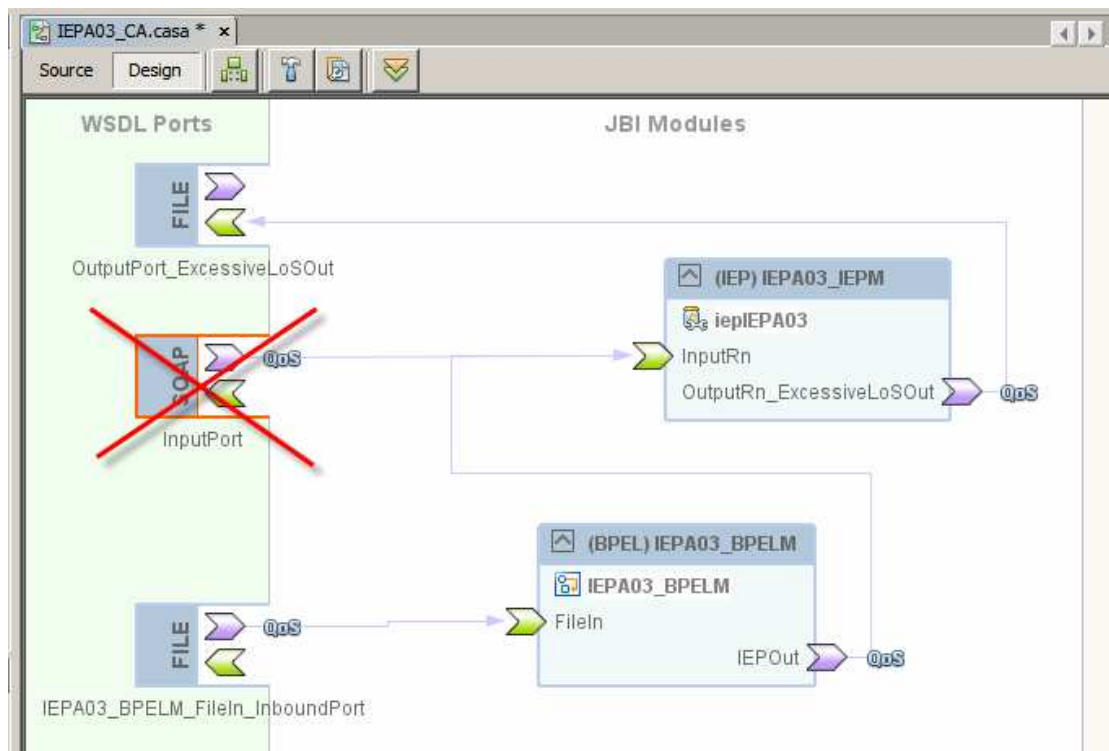 IEPA03_CA.casa * x
Source Design
WSDL Ports
JBI Modules
FILE
OutputPort_ExcessiveLoSOut
(IEP) IEPA03_IEPM
iepIEPA03
InputRn
OutputRn_ExcessiveLoSOut
QoS
SOAP
QoS
InputPort
(BPEL) IEPA03_BPELM
IEPA03_BPELM
FileIn
IEPOut
QoS
FILE
QoS
IEPA03_BPELM_FileIn_InboundPort